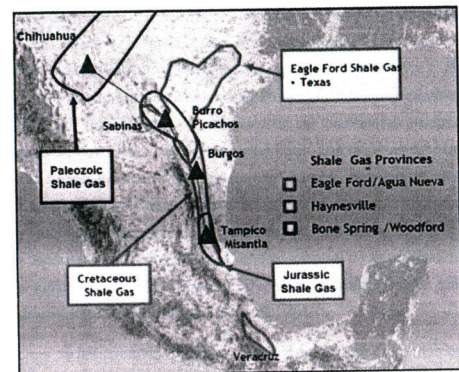 Chihuahua
Eagle Ford Shale Gas
• Texas
Burro
Picachos
Sabinas
Burgos
Paleozoic
Shale Gas
Shale Gas Provinces
Eagle Ford/Agua Nueva
Haynesville
Bone Spring /Woodford
Tampico
Misantla
Cretaceous
Shale Gas
Jurassic
Shale Gas
Veracruz